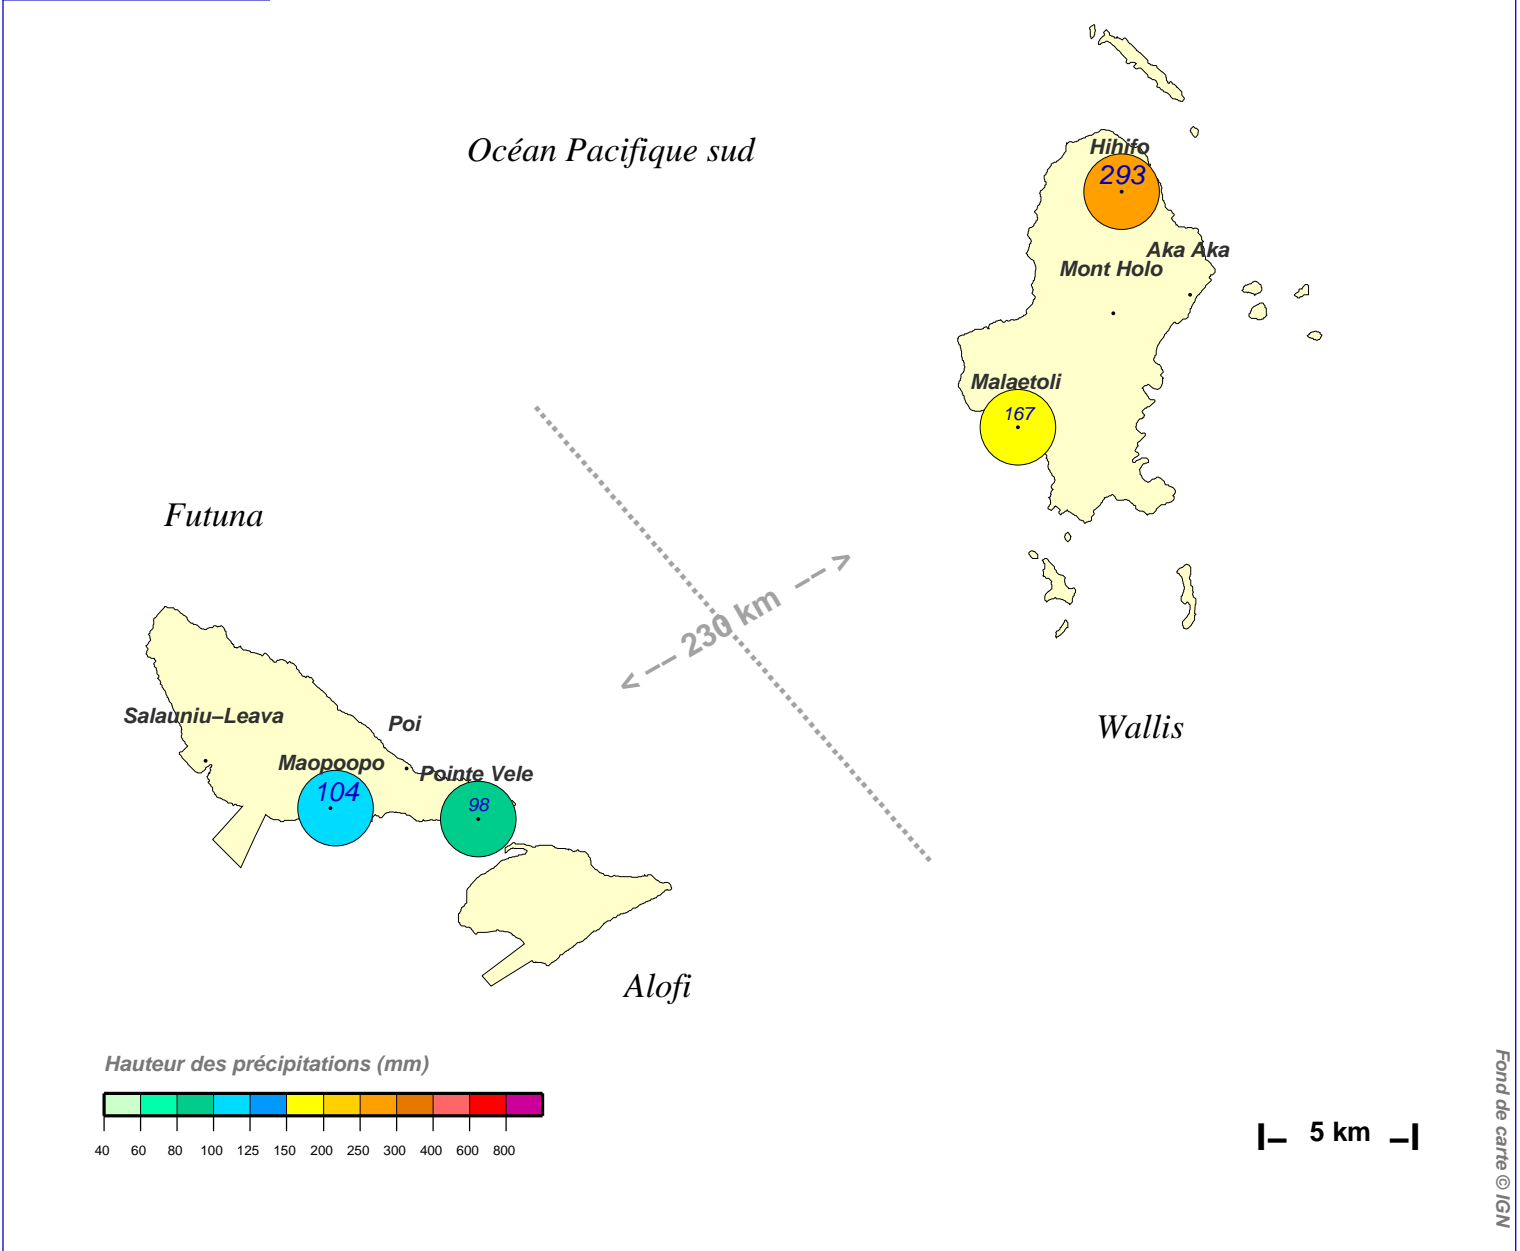 Océan Pacifique sud
Hihifo
293
Aka Aka
Mont Holo
Malaetoli
167
Futuna
230 km
Wallis
Salauniu–Leava
Poi
Maopoopo
104
Pointe Vele
98
Alofi
Hauteur des précipitations (mm)
40 60 80 100 125 150 200 250 300 400 600 800
5 km
Fond de carte © IGN